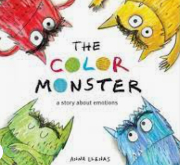 THE
COLOR
MONSTER
a story about emotions
ANNA LLENAS